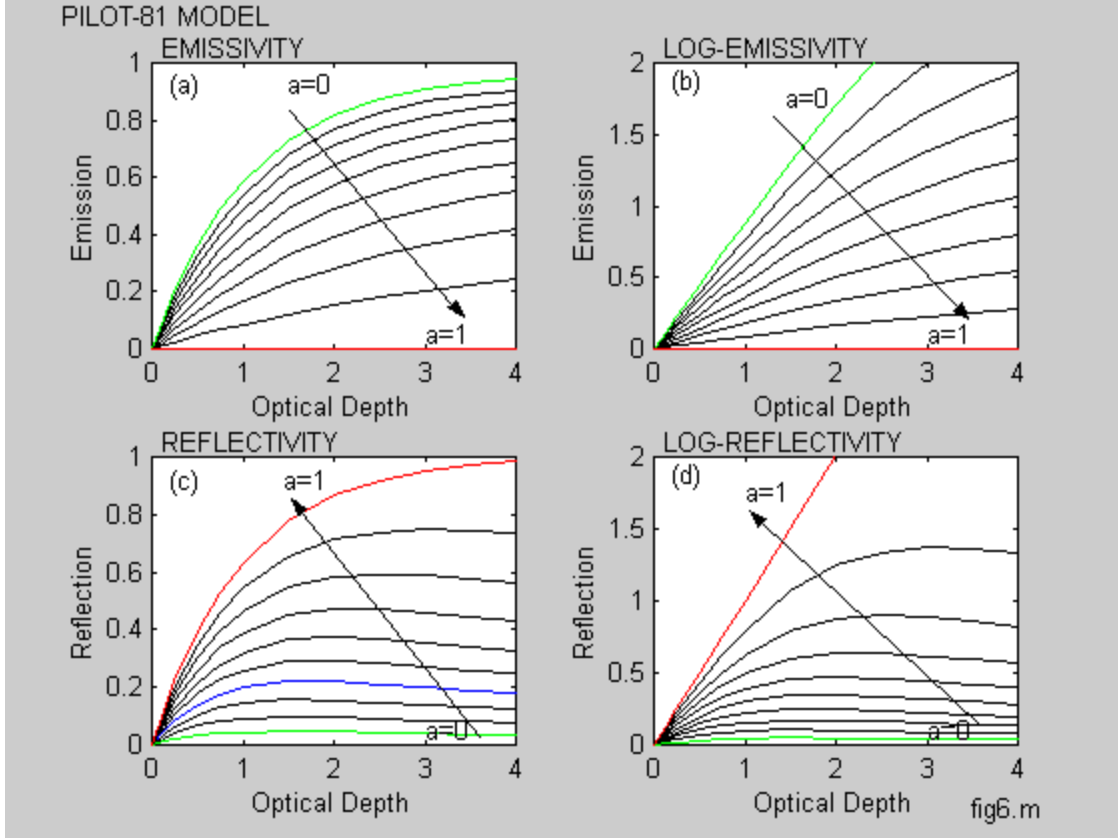 PILOT-81 MODEL
EMISSIVITY
(a)
a=0
a=1
Emission
1
0.8
0.6
0.4
0.2
0
0 1 2 3 4
Optical Depth
LOG-EMISSIVITY
(b)
a=0
a=1
Emission
2
1.5
1
0.5
0
0 1 2 3 4
Optical Depth
REFLECTIVITY
(c)
a=1
a=0
Reflection
1
0.8
0.6
0.4
0.2
0
0 1 2 3 4
Optical Depth
LOG-REFLECTIVITY
(d)
a=1
a=0
Reflection
2
1.5
1
0.5
0
0 1 2 3 4
Optical Depth
fig6.m